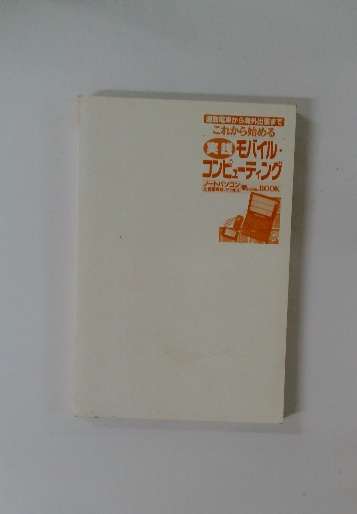 通勤電車から海外出張まで
これから始める
実践モバイル・
コンピューティング
ノートパソコン
BOOK